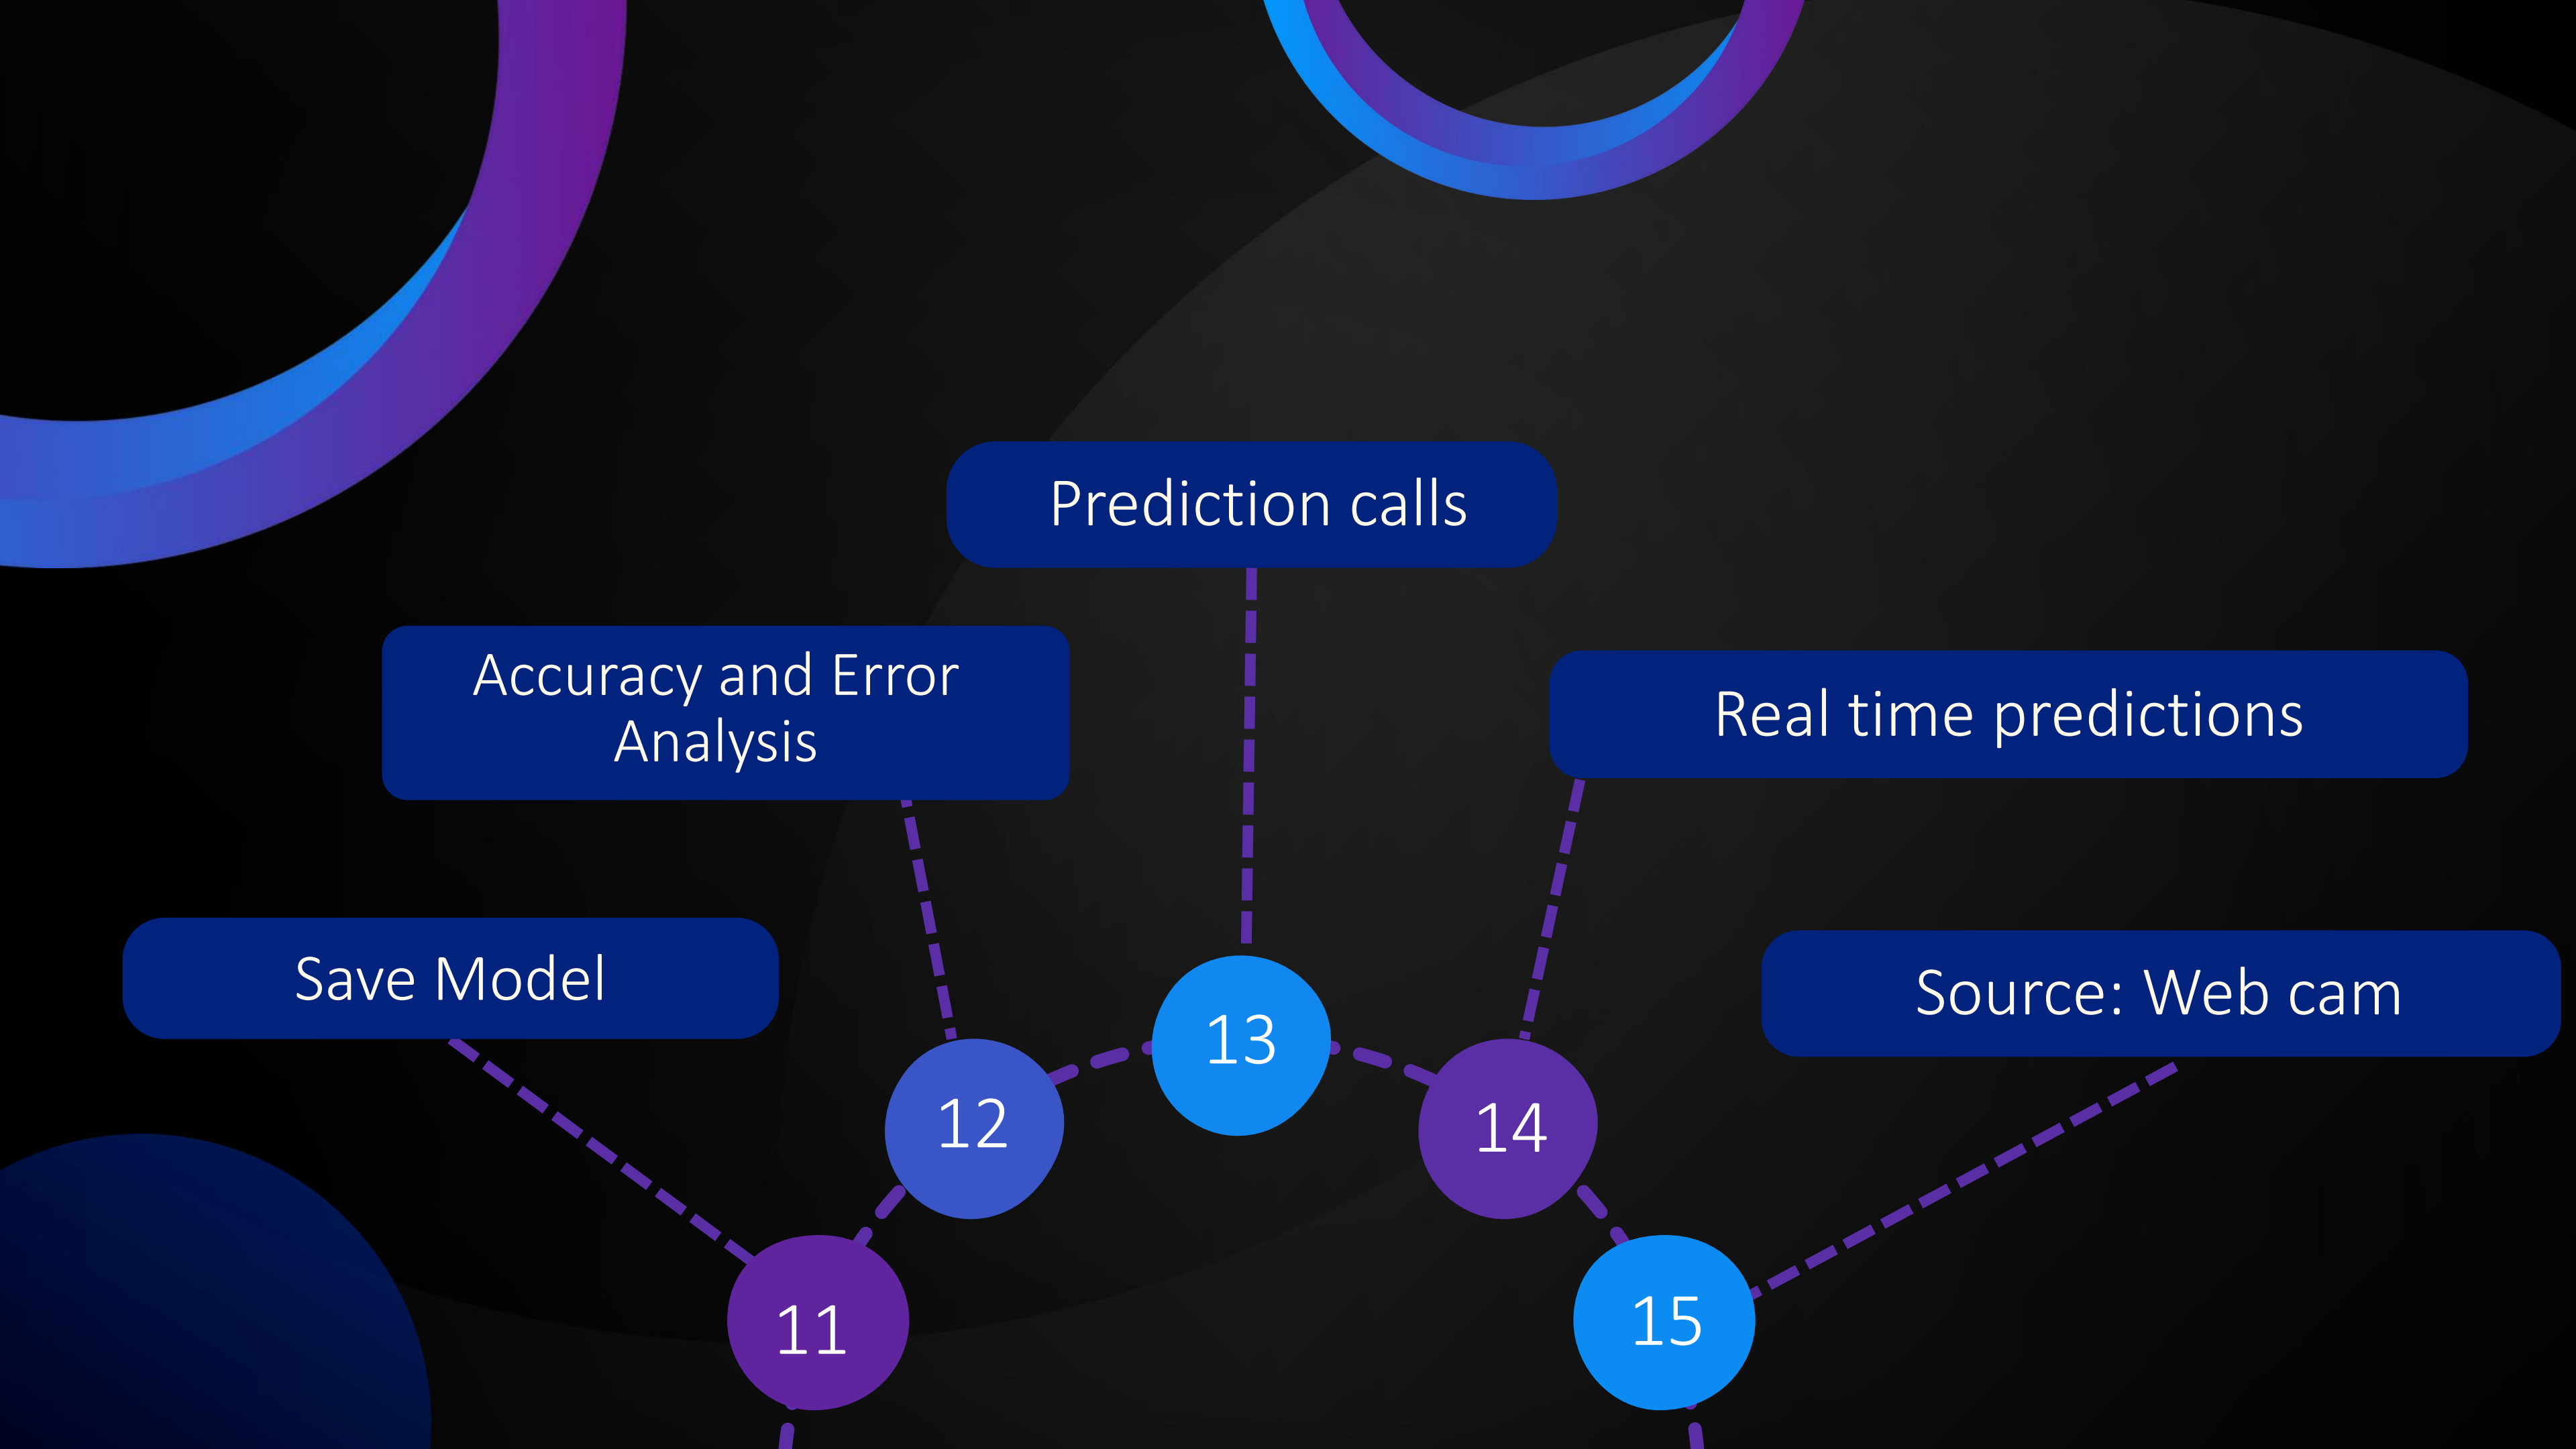 Prediction calls
Accuracy and Error
Analysis
Real time predictions
Save Model
Source: Web cam
13
12
14
11
15